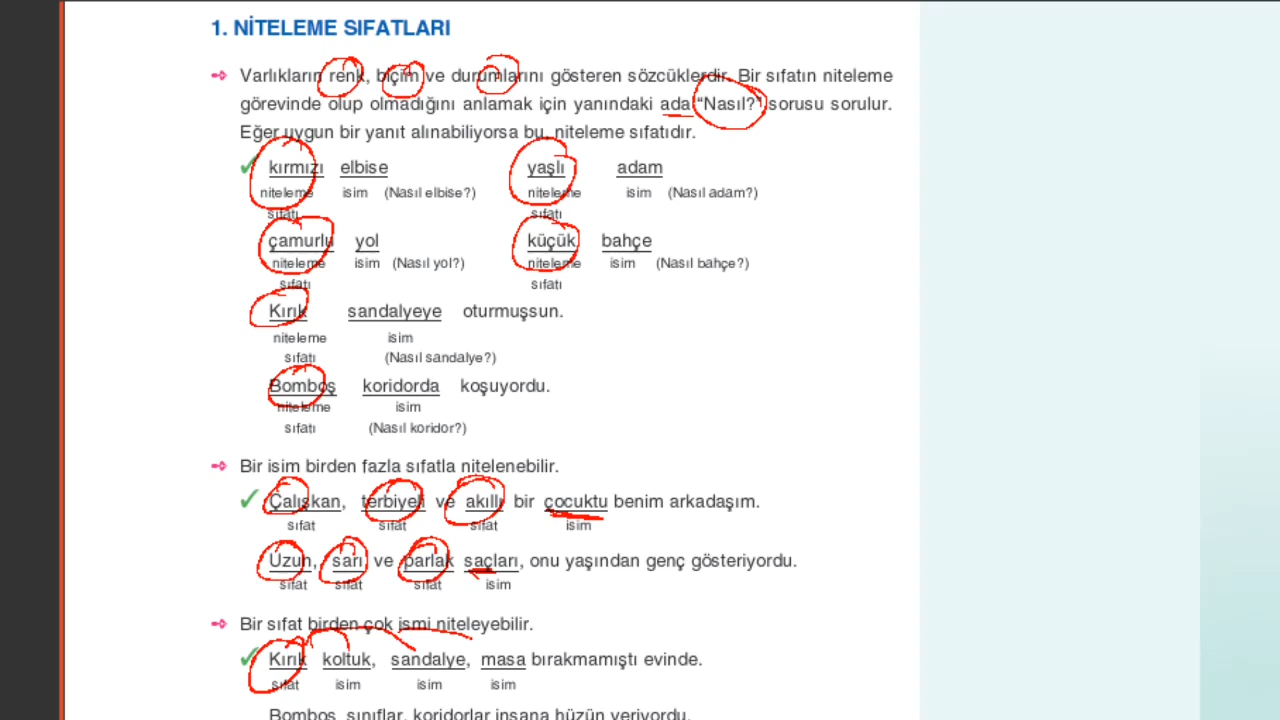 1. NİTELEME SIFATLARI
Varlıkların renk, biçim ve durumlarını gösteren sözcüklerdir. Bir sıfatın niteleme
görevinde olup olmadığını anlamak için yanındaki ada “Nasıl?” sorusu sorulur.
Eğer uygun bir yanıt alınabiliyorsa bu, niteleme sıfatıdır.
kırmızı elbise yaşlı adam
niteleme isim (Nasıl elbise?) niteleme isim (Nasıl adam?)
sıfatı sıfatı
çamurlu yol küçük bahçe
niteleme isim (Nasıl yol?) niteleme isim (Nasıl bahçe?)
sıfatı sıfatı
Kırık sandalyeye oturmuşsun.
niteleme isim
sıfatı (Nasıl sandalye?)
Bomboş koridorda koşuyordu.
niteleme isim
sıfatı (Nasıl koridor?)
Bir isim birden fazla sıfatla nitelenebilir.
Çalışkan, terbiyeli ve akıllı bir çocuktu benim arkadaşım.
sıfat sıfat sıfat isim
Uzun, sarı ve parlak saçları, onu yaşından genç gösteriyordu.
sıfat sıfat sıfat isim
Bir sıfat birden çok ismi niteleyebilir.
Kırık koltuk, sandalye, masa bırakmamıştı evinde.
sıfat isim isim isim
Bomboş sınıflar, koridorlar insana hüzün veriyordu.